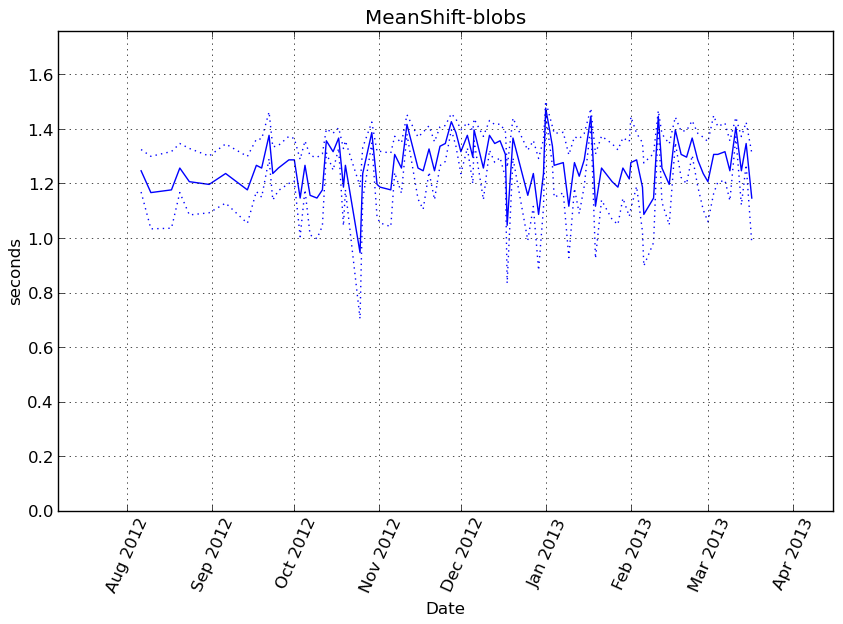 MeanShift-blobs
1.6
1.4
1.2
1.0
0.8
0.6
0.4
0.2
0.0
seconds
Aug 2012
Sep 2012
Oct 2012
Nov 2012
Dec 2012
Jan 2013
Feb 2013
Mar 2013
Apr 2013
Date